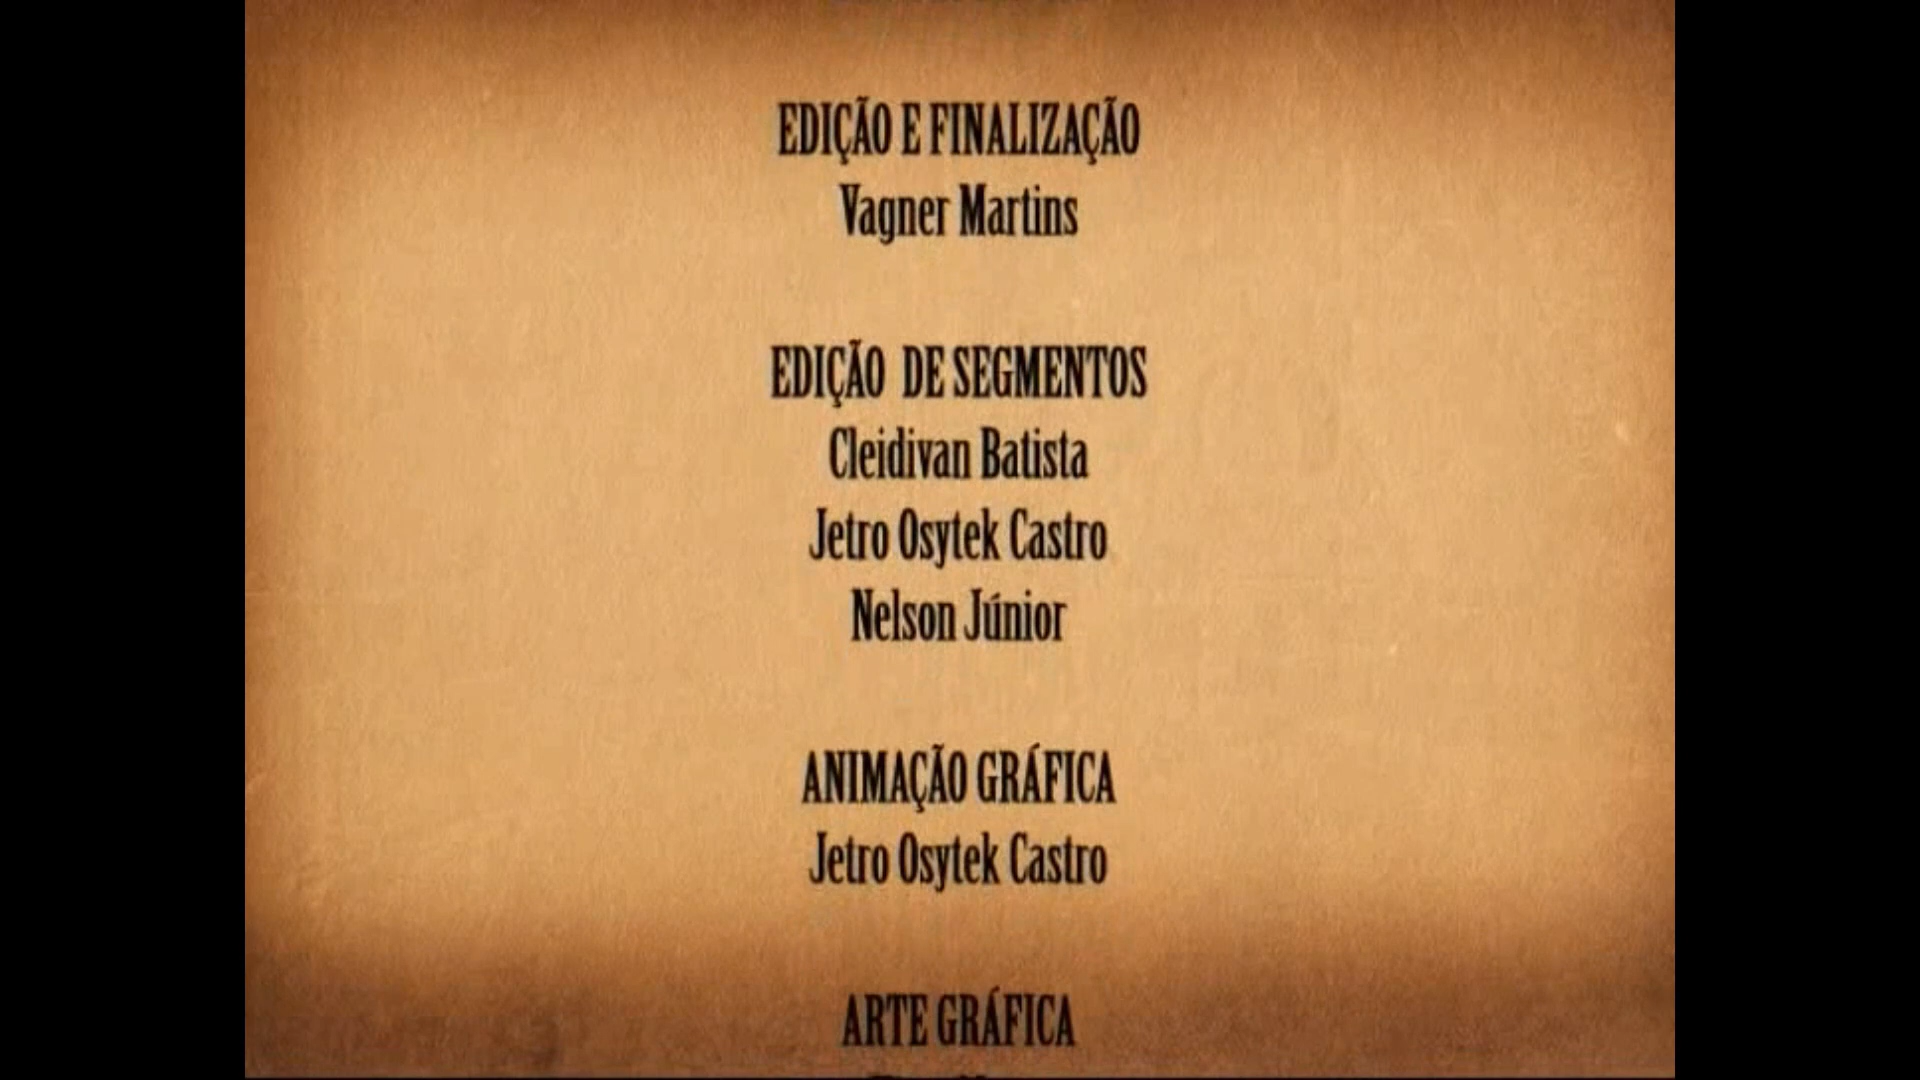 EDIÇÃO E FINALIZAÇÃO
Vagner Martins
EDIÇÃO DE SEGMENTOS
Cleidivan Batista
Jetro Osytek Castro
Nelson Júnior
ANIMAÇÃO GRÁFICA
Jetro Osytek Castro
ARTE GRÁFICA